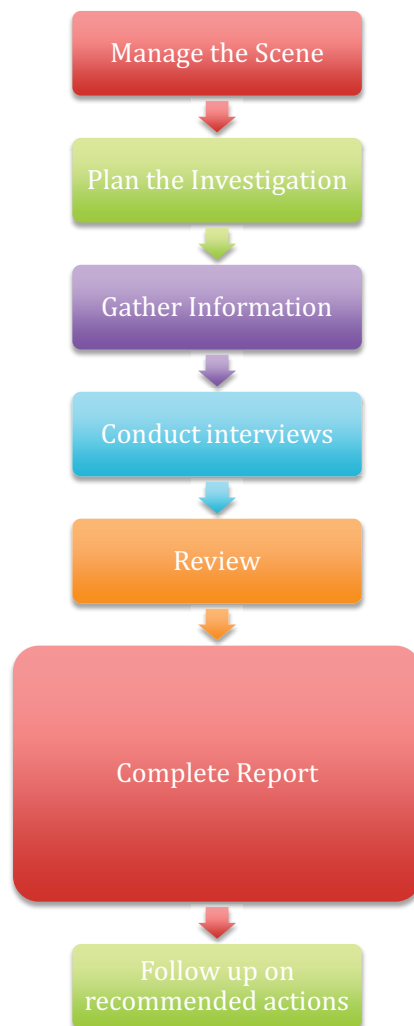 Manage the Scene
Plan the Investigation
Gather Information
Conduct interviews
Review
Complete Report
Follow up on
recommended actions